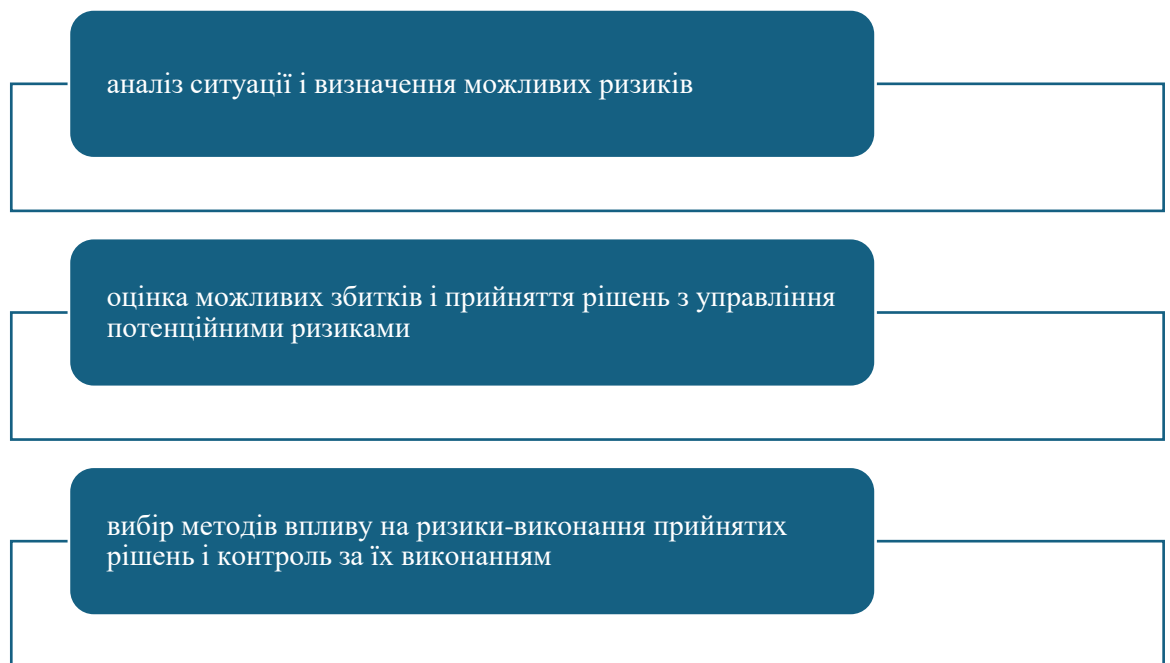 аналіз ситуації і визначення можливих ризиків
оцінка можливих збитків і прийняття рішень з управління
потенційними ризиками
вибір методів впливу на ризики-виконання прийнятих
рішень і контроль за їх виконанням